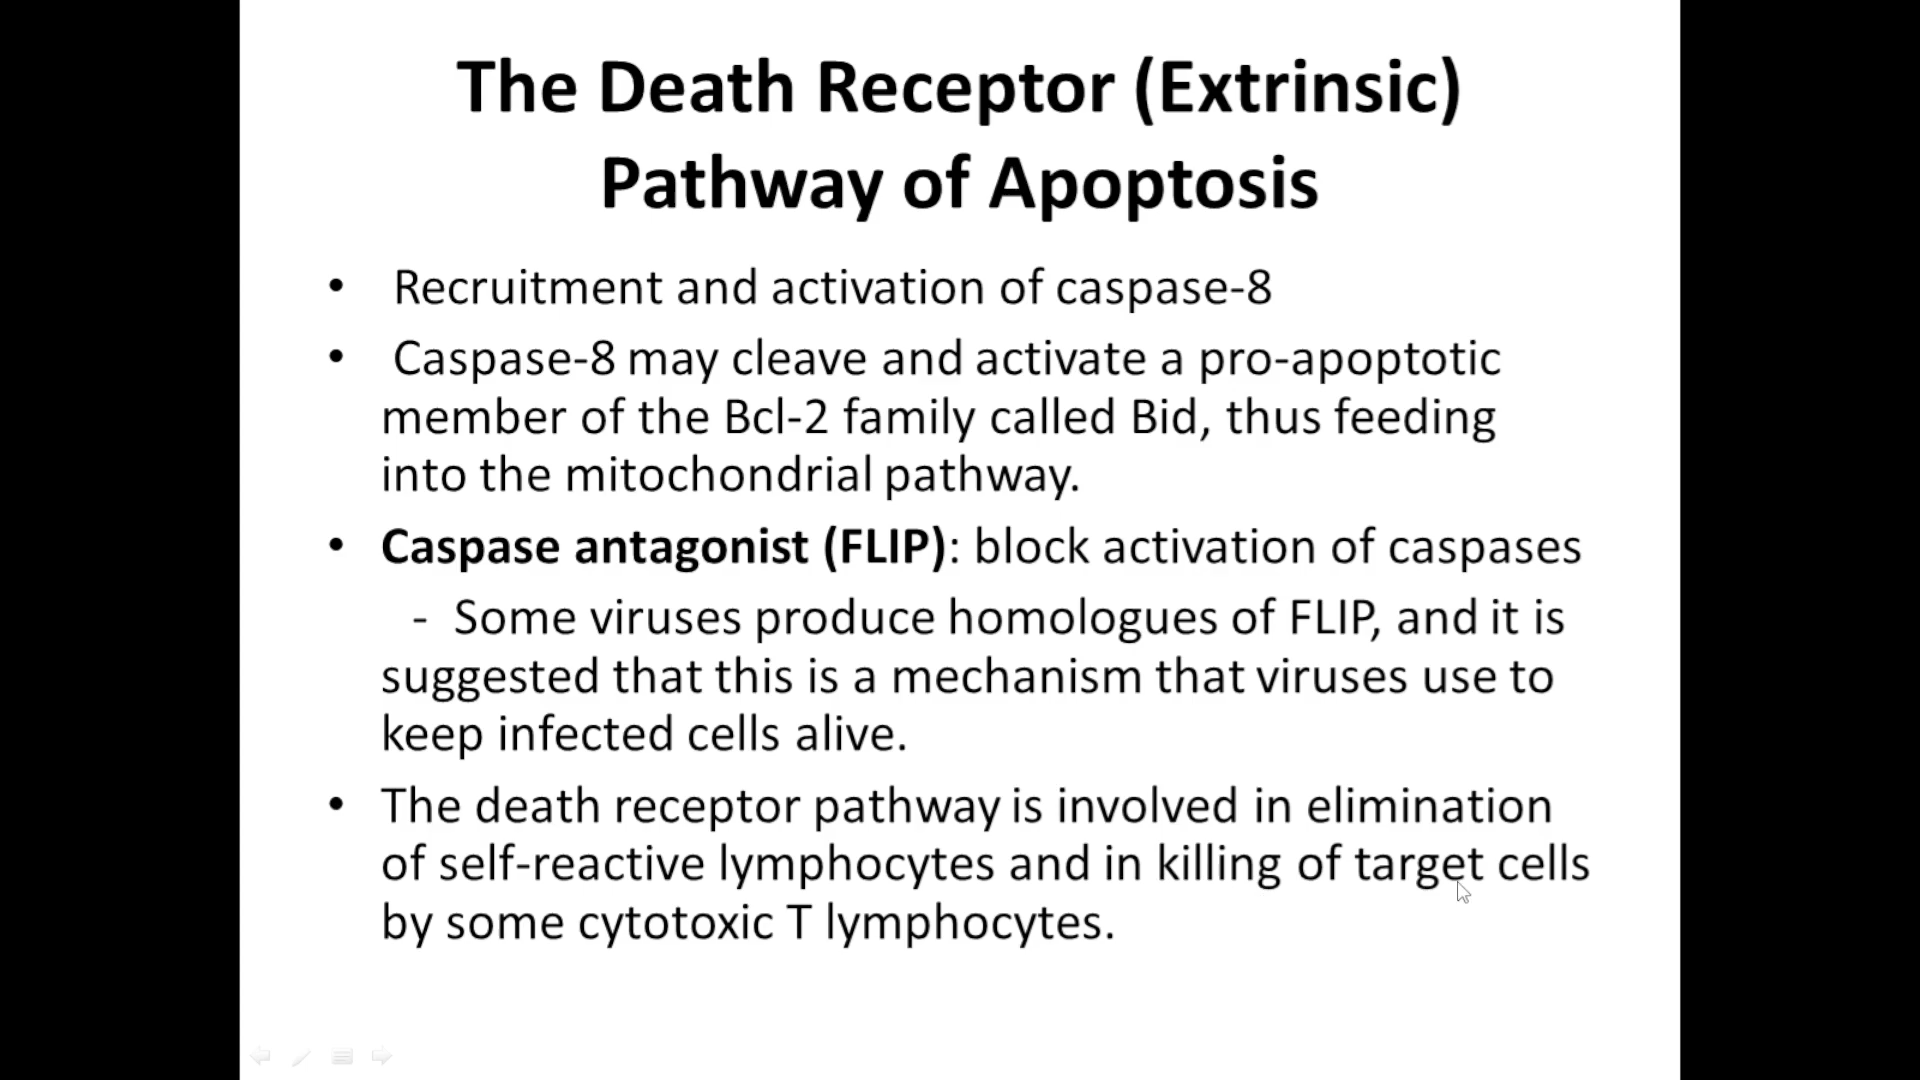 The Death Receptor (Extrinsic)
Pathway of Apoptosis
• Recruitment and activation of caspase-8
• Caspase-8 may cleave and activate a pro-apoptotic
member of the Bcl-2 family called Bid, thus feeding
into the mitochondrial pathway.
• Caspase antagonist (FLIP): block activation of caspases
- Some viruses produce homologues of FLIP, and it is
suggested that this is a mechanism that viruses use to
keep infected cells alive.
• The death receptor pathway is involved in elimination
of self-reactive lymphocytes and in killing of target cells
by some cytotoxic T lymphocytes.